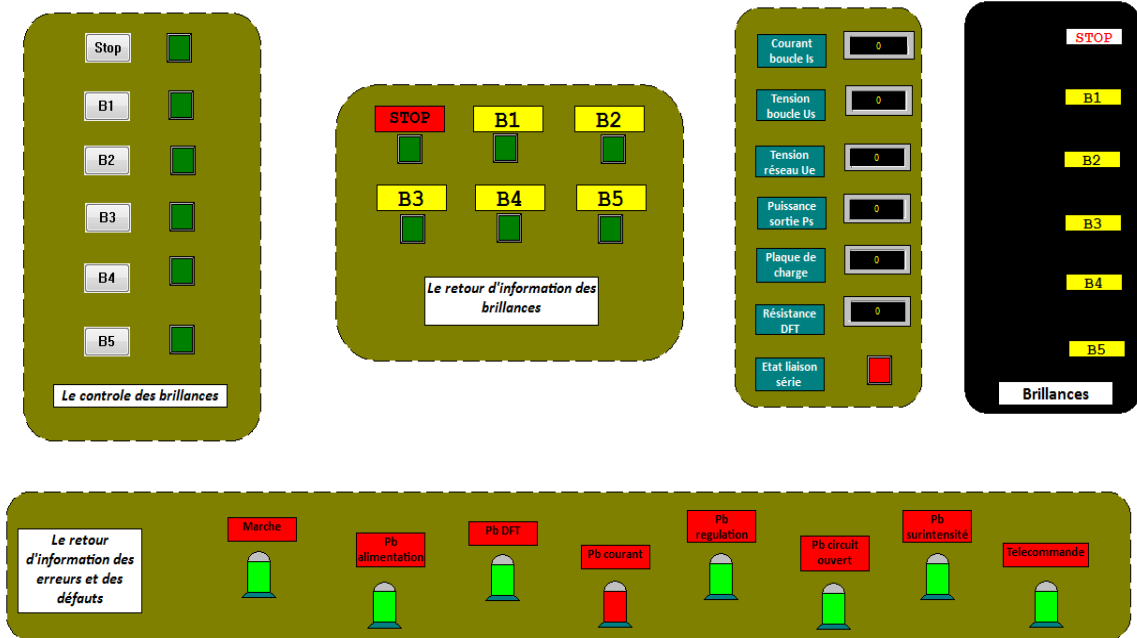 Stop
B1
B2
B3
B4
B5
Le controle des brillances
STOP
B1
B2
B3
B4
B5
Le retour d'information des
brillances
Courant
boucle Is
0
Tension
boucle Us
0
Tension
réseau Ue
0
Puissance
sortie Ps
0
Plaque de
charge
0
Résistance
DFT
0
Etat liaison
série
STOP
B1
B2
B3
B4
B5
Brillances
Le retour
d'information des
erreurs et des
défauts
Marche
Pb
alimentation
Pb DFT
Pb courant
Pb
regulation
Pb circuit
ouvert
Pb
surintensité
Telecommande